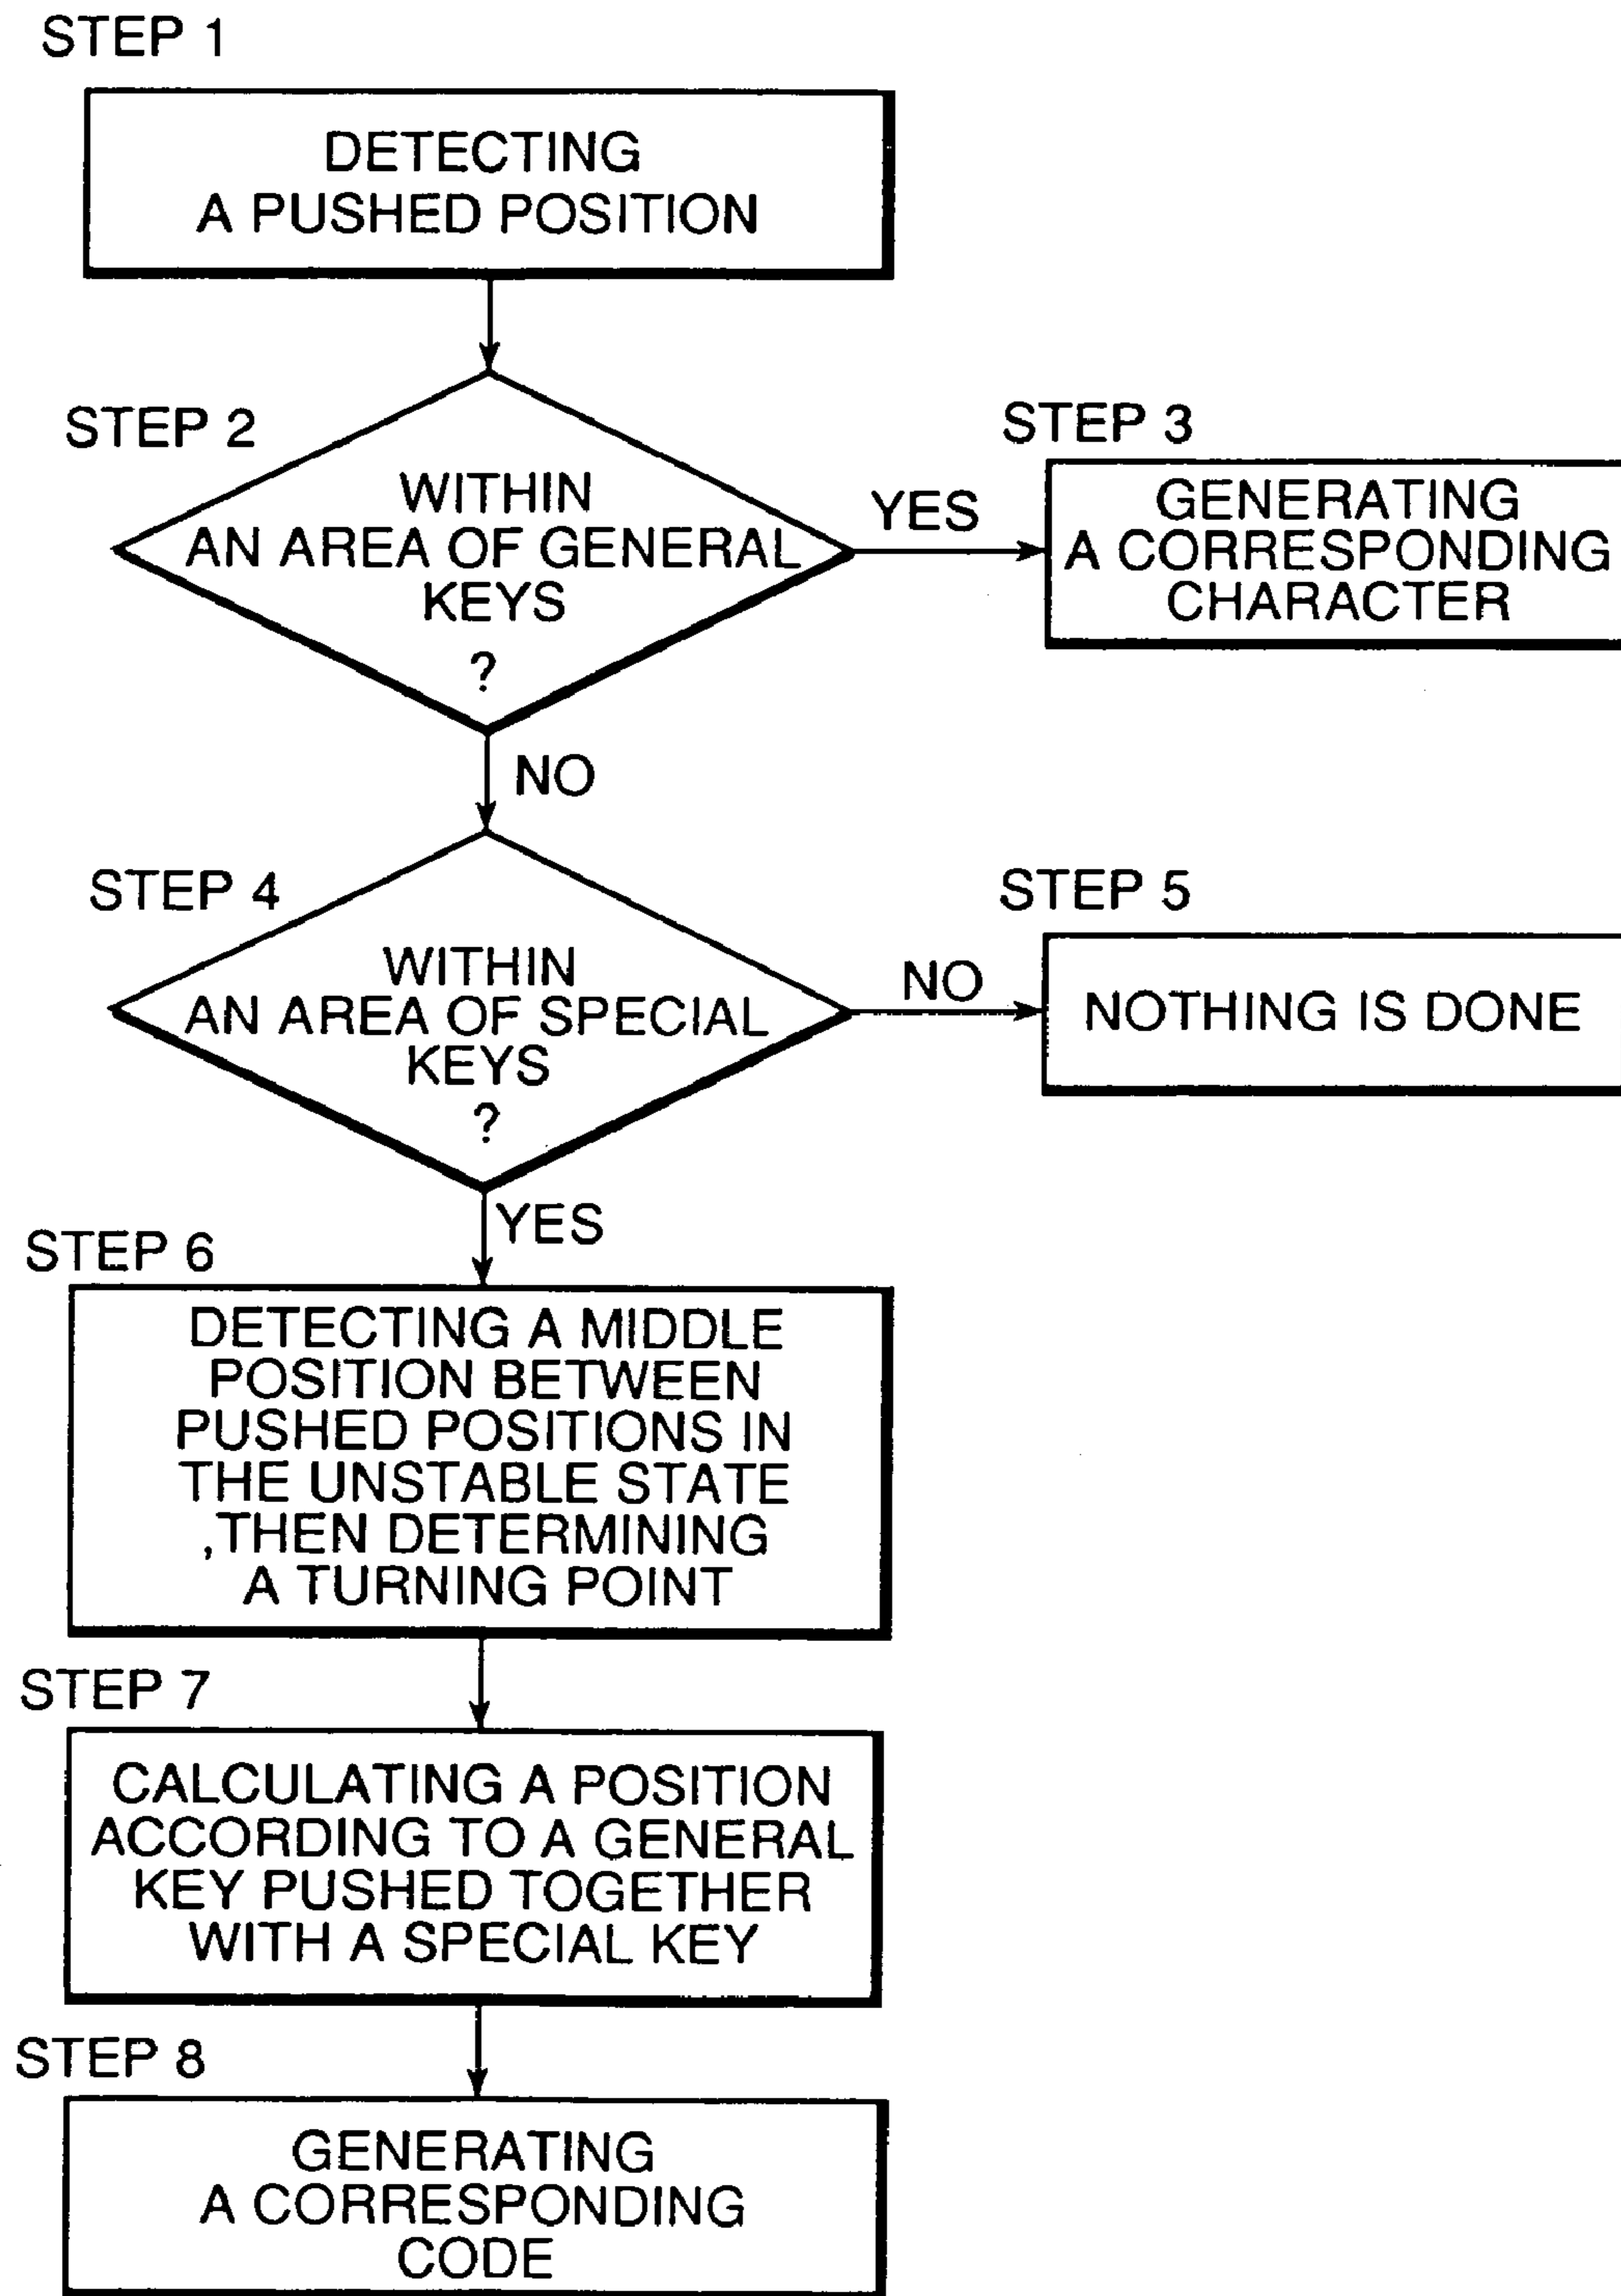 STEP 1
DETECTING
A PUSHED POSITION
STEP 2
WITHIN
AN AREA OF GENERAL
KEYS
?
YES
STEP 3
GENERATING
A CORRESPONDING
CHARACTER
NO
STEP 4
WITHIN
AN AREA OF SPECIAL
KEYS
?
NO
STEP 5
NOTHING IS DONE
YES
STEP 6
DETECTING A MIDDLE
POSITION BETWEEN
PUSHED POSITIONS IN
THE UNSTABLE STATE
,THEN DETERMINING
A TURNING POINT
STEP 7
CALCULATING A POSITION
ACCORDING TO A GENERAL
KEY PUSHED TOGETHER
WITH A SPECIAL KEY
STEP 8
GENERATING
A CORRESPONDING
CODE